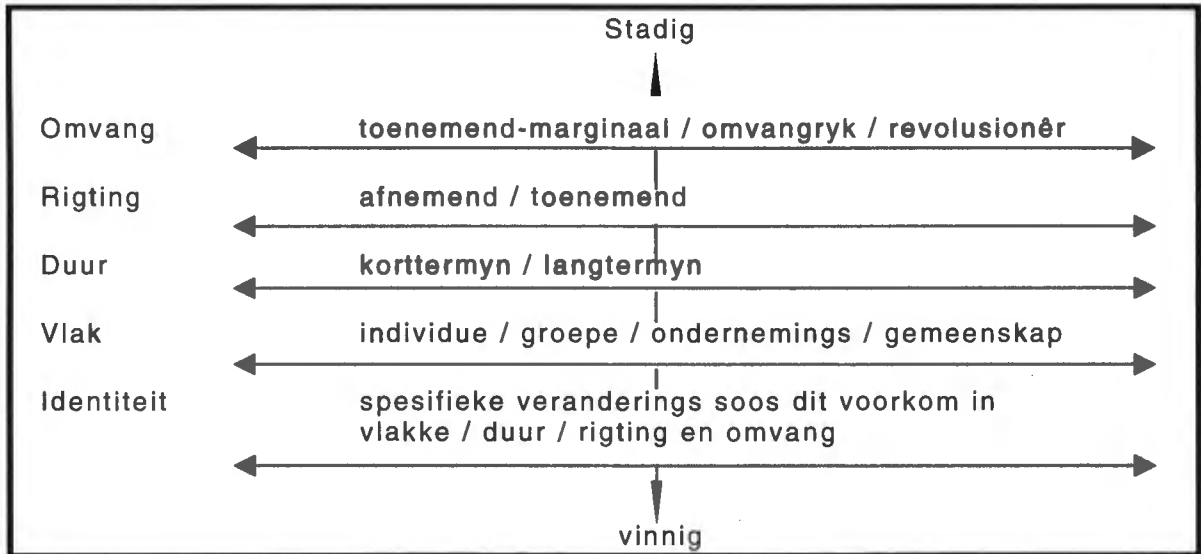 Stadig
Omvang toenemend-marginaal / omvangryk / revolusionêr
Rigting afnemend / toenemend
Duur korttermyn / langtermyn
Vlak individue / groepe / ondernemings / gemeenskap
Identiteit spesifieke veranderings soos dit voorkom in
vlakke / duur / rigting en omvang
vinnig